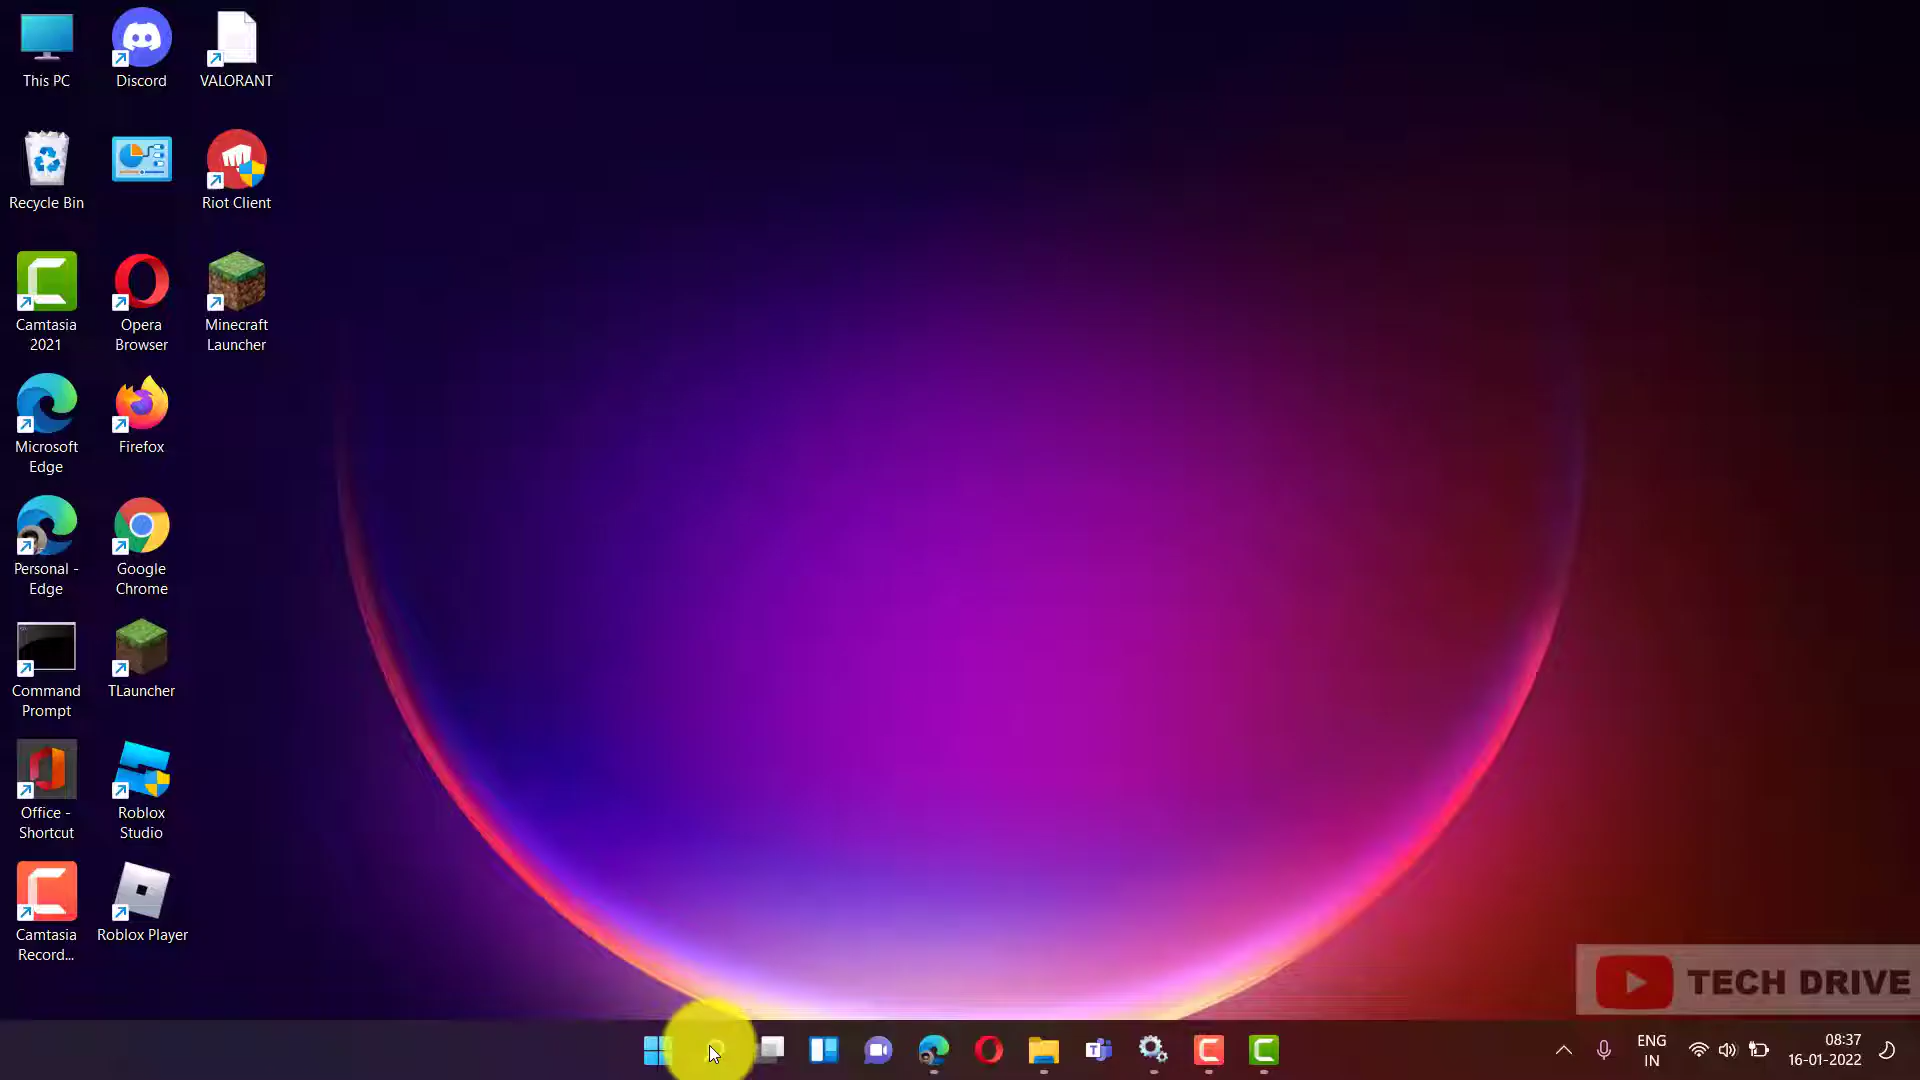 This PC
Discord
VALORANT
Recycle Bin
Riot Client
Camtasia
2021
Opera
Browser
Minecraft
Launcher
Microsoft
Edge
Firefox
Personal -
Edge
Google
Chrome
Command
Prompt
TLauncher
Office -
Shortcut
Roblox
Studio
Camtasia
Record...
Roblox Player
TECH DRIVE
ENG
IN
08:37
16-01-2022